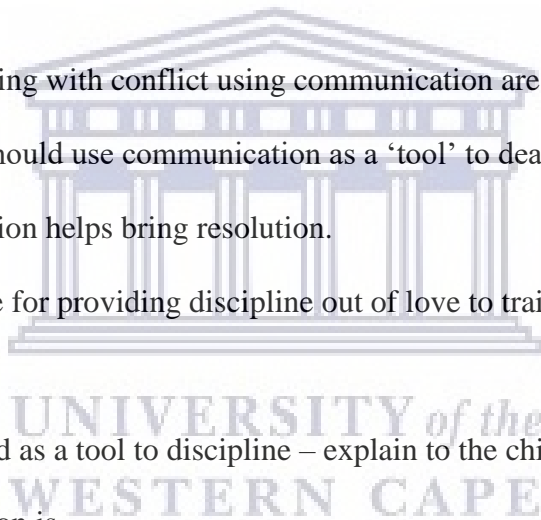 ing with conflict using communication are
hould use communication as a ‘tool’ to dea
ion helps bring resolution.
e for providing discipline out of love to trai
UNIVERSITY of the
d as a tool to discipline – explain to the chi
WESTERN CAPE
on is